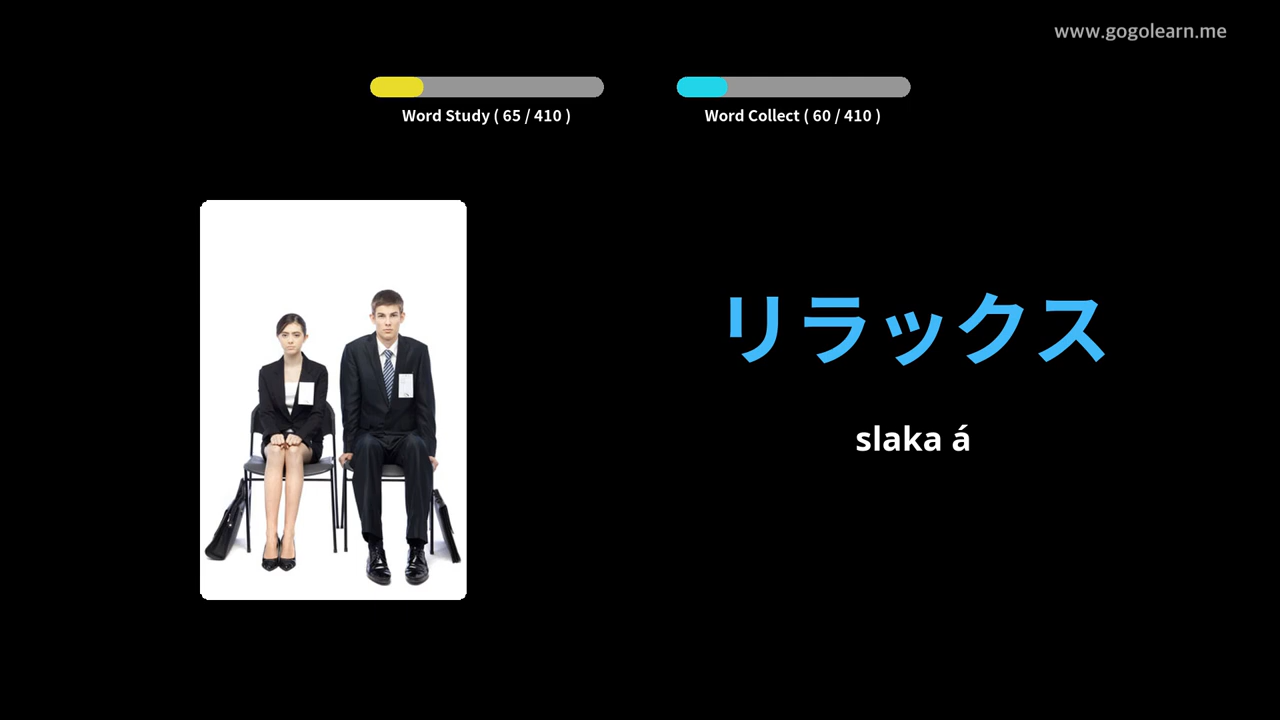 www.gogolearn.me
Word Study ( 65 / 410 )
Word Collect ( 60 / 410 )
リラックス
slaka á